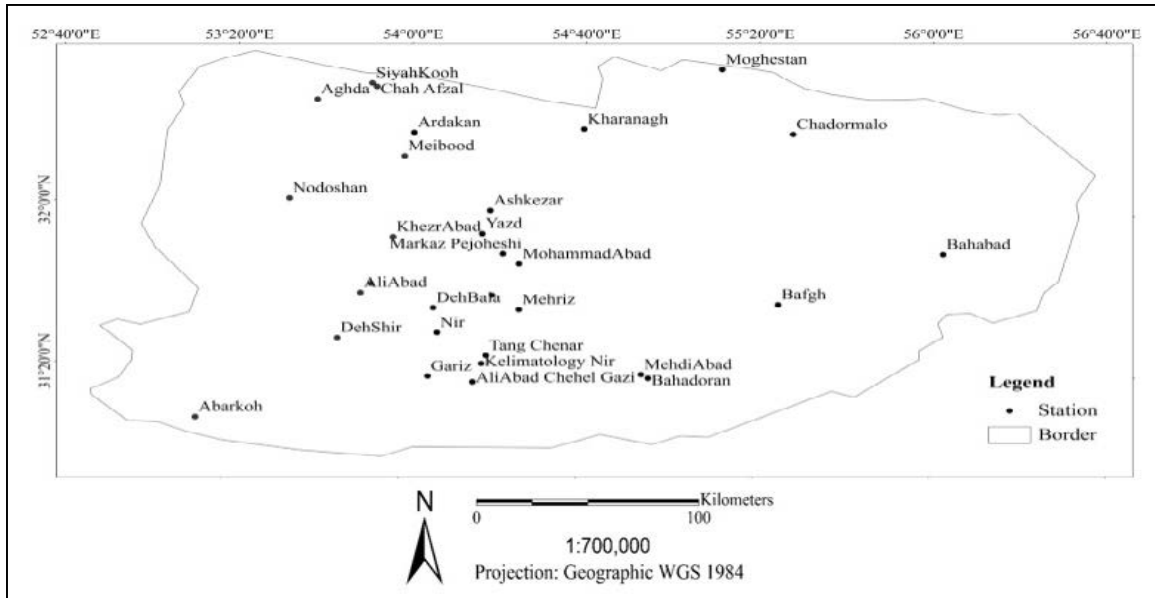 52°40'0"E 53°20'0"E 54°0'0"E 54°40'0"E 55°20'0"E 56°0'0"E 56°40'0"E
Moghestan
SiyahKooh
Aghda Chah Afzal
Ardakan Kharanagh Chadormalo
Meibood
32°0'0"N
Nodoshan
Ashkezar
KhezrAbad Yazd
Markaz Pejoheshi
MohammadAbad Bahabad
AliAbad
DehBala Mehriz Bafgh
DehShir Nir
31°20'0"N
Tang Chenar
Gariz Kelimatology Nir MehdiAbad
AliAbad Chehel Gazi Bahadoran
Abarkoh
Legend
Station
Border
N
Kilometers
0 100
1:700,000
Projection: Geographic WGS 1984